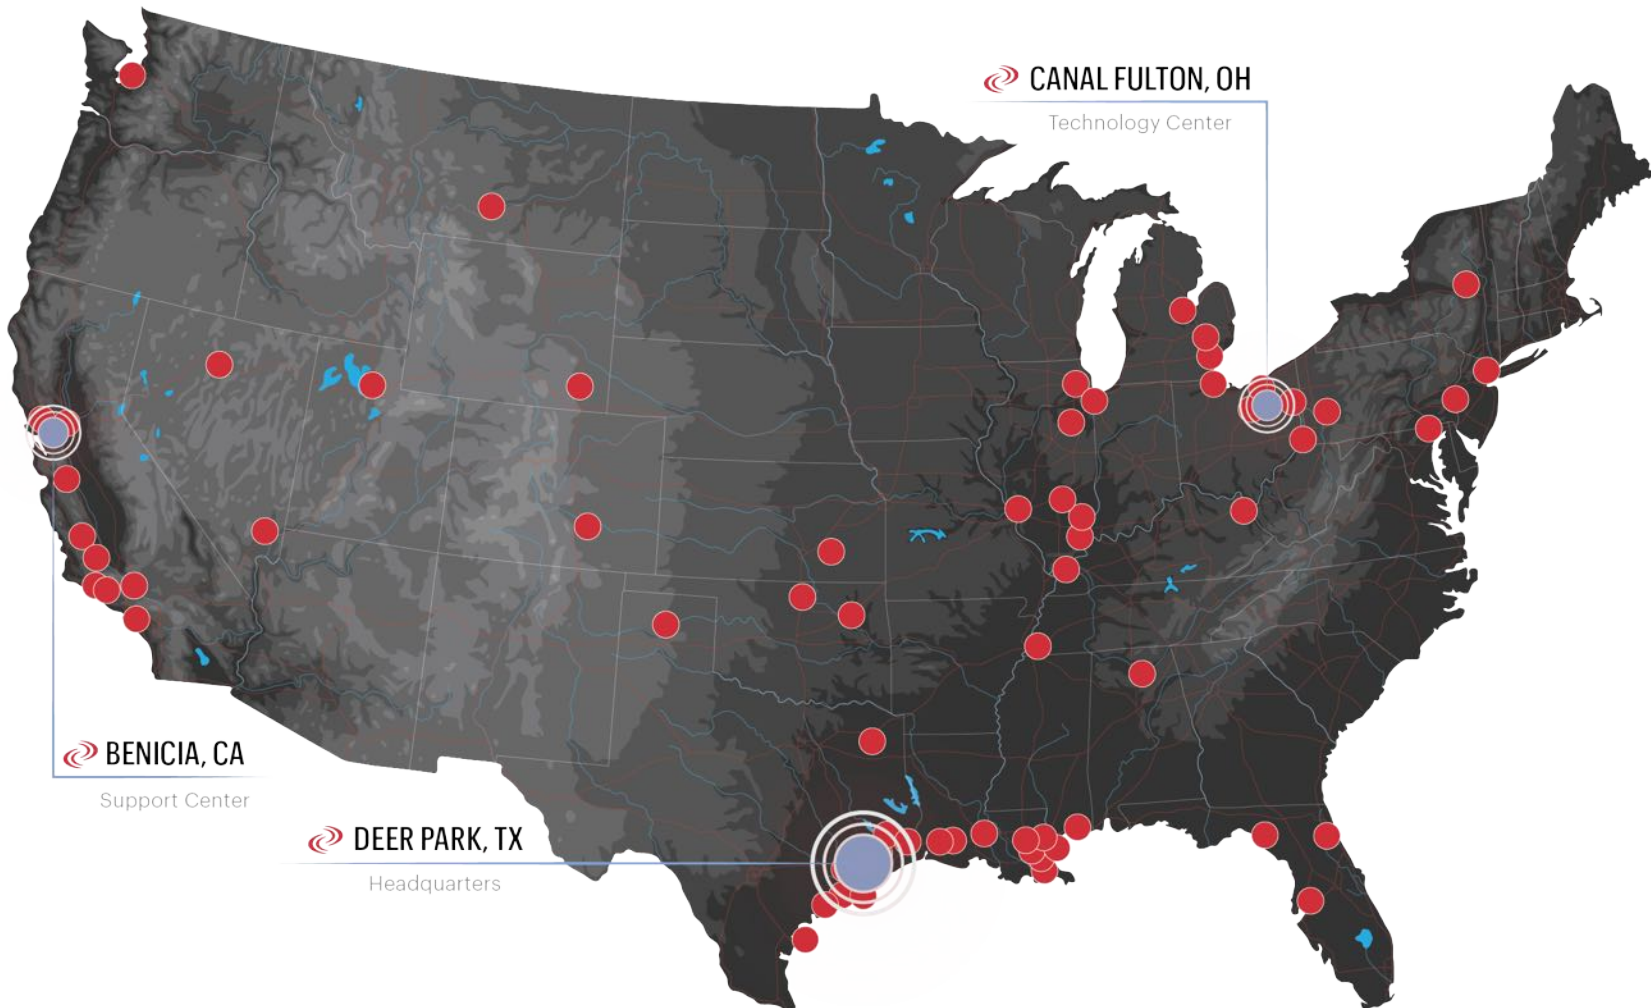 CANAL FULTON, OH
Technology Center
BENICIA, CA
Support Center
DEER PARK, TX
Headquarters